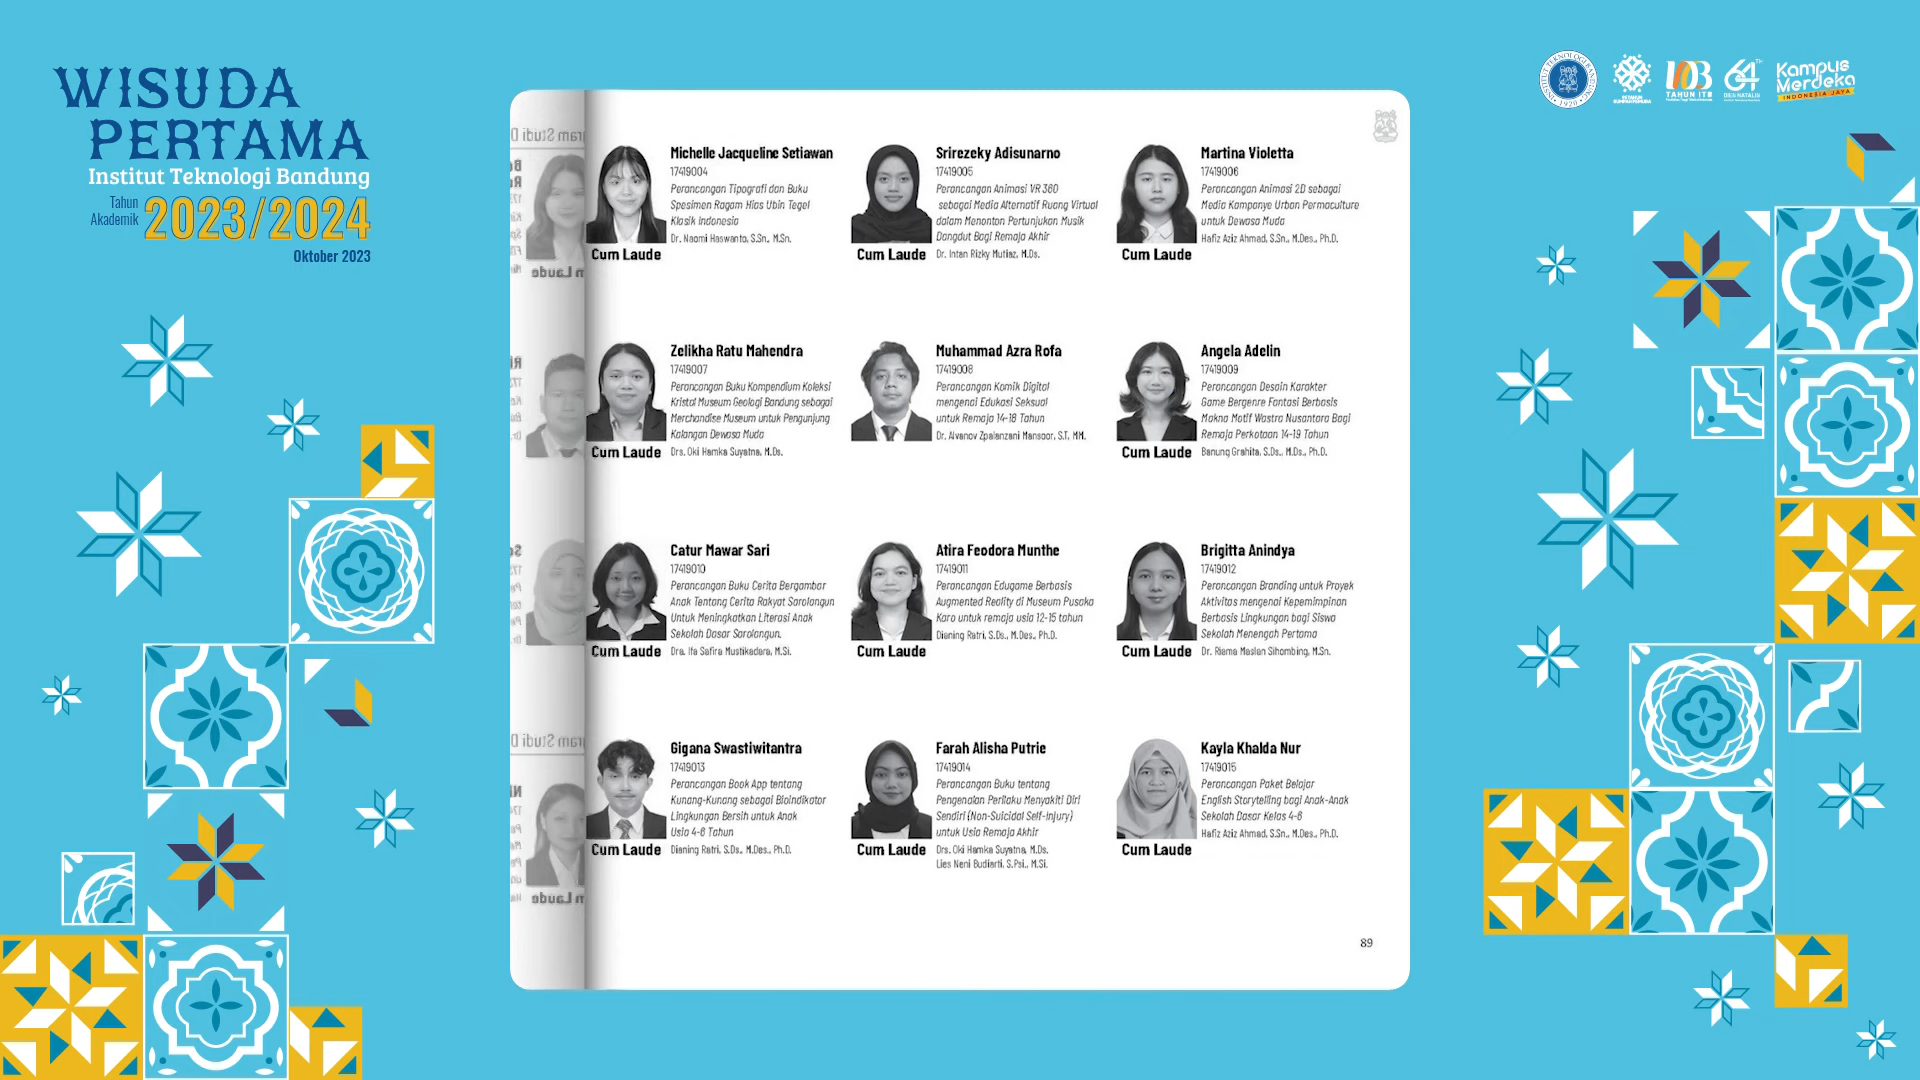 WISUDA
PERTAMA
Institut Teknologi Bandung
Tahun
Akademik
2023/2024
Oktober 2023
INSTITUT TEKNOLOGI BANDUNG
1920
103
TAHUN ITB
64TH
DIES NATALIS
Kampus
Merdeka
INDONESIA JAYA
Michelle Jacqueline Setiawan
17419004
Perancangan Tipografi dan Buku
Spesimen Ragam Hias Ubin Tegel
Klasik Indonesia
Dr. Naomi Haswanto, S.Sn., M.Sn.
Cum Laude
Srirezeky Adisunarno
17419005
Perancangan Animasi VR 360
sebagai Media Alternatif Ruang Virtual
dalam Menonton Pertunjukan Musik
Dangdut Bagi Remaja Akhir
Dr. Intan Rizky Mutiaz, M.Ds.
Cum Laude
Martina Violetta
17419006
Perancangan Animasi 2D sebagai
Media Kampanye Urban Permaculture
untuk Dewasa Muda
Hafiz Aziz Ahmad, S.Sn., M.Des., Ph.D.
Cum Laude
Zelikha Ratu Mahendra
17419007
Perancangan Buku Kompendium Koleksi
Kristal Museum Geologi Bandung sebagai
Merchandise Museum untuk Pengunjung
Kalangan Dewasa Muda
Drs. Oki Hamka Suyatna, M.Ds.
Cum Laude
Muhammad Azra Rofa
17419008
Perancangan Komik Digital
mengenai Edukasi Seksual
untuk Remaja 14-18 Tahun
Dr. Alvanov Zpalanzani Mansoor, S.T, MM.
Angela Adelin
17419009
Perancangan Desain Karakter
Game Bergenre Fantasi Berbasis
Makna Motif Wastra Nusantara Bagi
Remaja Perkotaan 14-19 Tahun
Banung Grahita, S.Ds., M.Ds., Ph.D.
Cum Laude
Catur Mawar Sari
17419010
Perancangan Buku Cerita Bergambar
Anak Tentang Cerita Rakyat Sarolangun
Untuk Meningkatkan Literasi Anak
Sekolah Dasar Sarolangun.
Dra. Ifa Safira Mustikadara, M.Si.
Cum Laude
Atira Feodora Munthe
17419011
Perancangan Edugame Berbasis
Augmented Reality di Museum Pusaka
Karo untuk remaja usia 12-15 tahun
Dianing Ratri, S.Ds., M.Des., Ph.D.
Cum Laude
Brigitta Anindya
17419012
Perancangan Branding untuk Proyek
Aktivitas mengenai Kepemimpinan
Berbasis Lingkungan bagi Siswa
Sekolah Menengah Pertama
Dr. Riama Maslan Sihombing, M.Sn.
Cum Laude
Gigana Swastiwitantra
17419013
Perancangan Book App tentang
Kunang-Kunang sebagai Bioindikator
Lingkungan Bersih untuk Anak
Usia 4-6 Tahun
Dianing Ratri, S.Ds., M.Des., Ph.D.
Cum Laude
Farah Alisha Putrie
17419014
Perancangan Buku tentang
Pengenalan Perilaku Menyakiti Diri
Sendiri (Non-Suicidal Self-Injury)
untuk Usia Remaja Akhir
Drs. Oki Hamka Suyatna, M.Ds.
Lies Neni Budiarti, S.Psi., M.Si.
Cum Laude
Kayla Khalda Nur
17419015
Perancangan Paket Belajar
English Storytelling bagi Anak-Anak
Sekolah Dasar Kelas 4-6
Hafiz Aziz Ahmad, S.Sn., M.Des., Ph.D.
Cum Laude
89